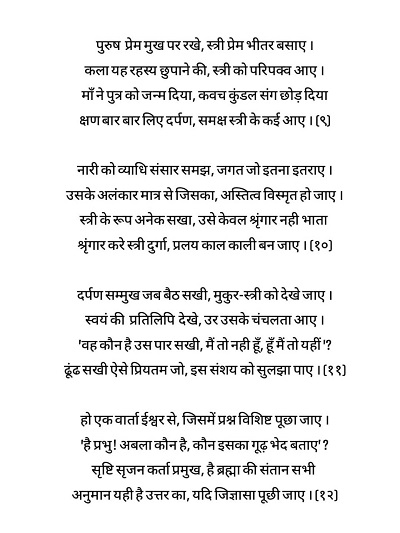 पुरुष प्रेम मुख पर रखे, स्त्री प्रेम भीतर बसाए ।
कला यह रहस्य छुपाने की, स्त्री को परिपक्व आए ।
माँ ने पुत्र को जन्म दिया, कवच कुंडल संग छोड़ दिया
क्षण बार बार लिए दर्पण, समक्ष स्त्री के कई आए । (९)
नारी को व्याधि संसार समझ, जगत जो इतना इतराए ।
उसके अलंकार मात्र से जिसका, अस्तित्व विस्मृत हो जाए ।
स्त्री के रूप अनेक सखा, उसे केवल श्रृंगार नही भाता
श्रृंगार करे स्त्री दुर्गा, प्रलय काल काली बन जाए । (१०)
दर्पण सम्मुख जब बैठ सखी, मुकुर-स्त्री को देखे जाए ।
स्वयं की प्रतिलिपि देखे, उर उसके चंचलता आए ।
'वह कौन है उस पार सखी, मैं तो नही हूँ, हूँ मैं तो यहीं '?
ढूंढ सखी ऐसे प्रियतम जो, इस संशय को सुलझा पाए । (११)
हो एक वार्ता ईश्वर से, जिसमें प्रश्न विशिष्ट पूछा जाए ।
'है प्रभु! अबला कौन है, कौन इसका गूढ़ भेद बताए' ?
सृष्टि सृजन कर्ता प्रमुख, है ब्रह्मा की संतान सभी
अनुमान यही है उत्तर का, यदि जिज्ञासा पूछी जाए । (१२)